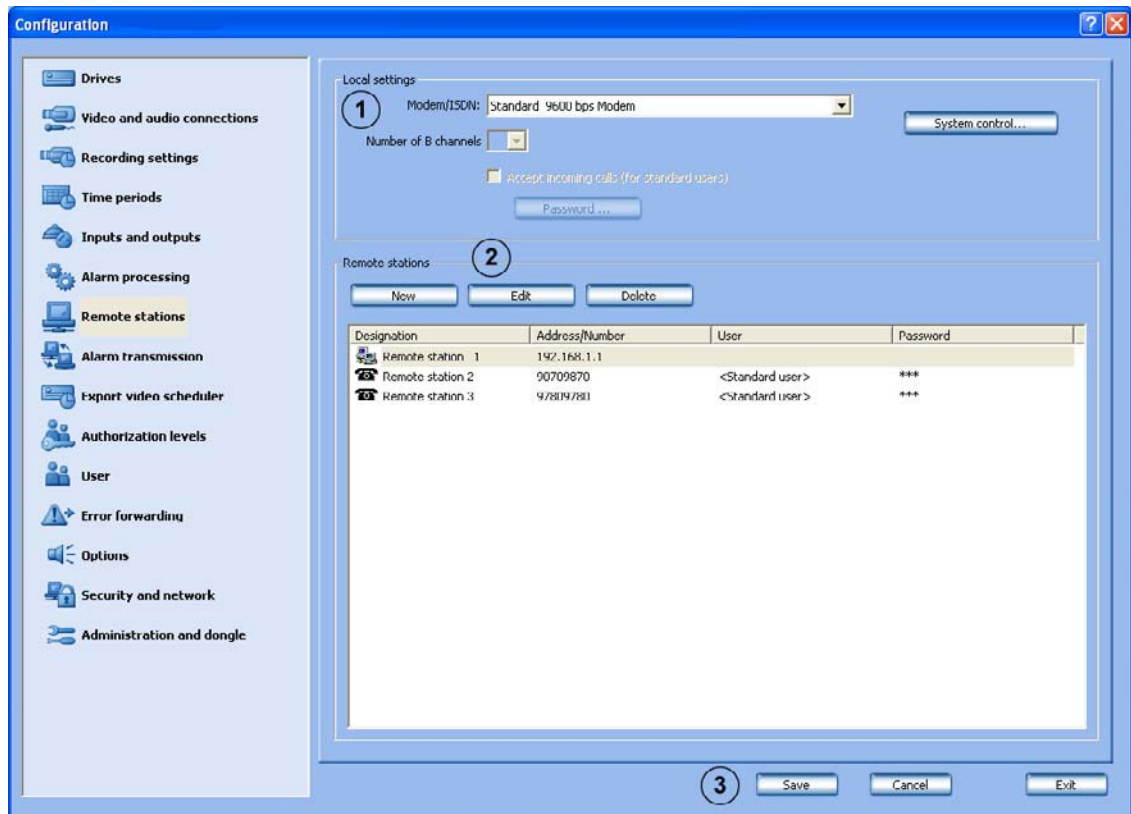 Configuration
Drives
Video and audio connections
Recording settings
Time periods
Inputs and outputs
Alarm processing
Remote stations
Alarm transmission
Export video scheduler
Authorization levels
User
Error forwarding
Options
Security and network
Administration and dongle
Local settings
1
Modem/ISDN: Standard 9600 bps Modem
System control...
Number of B channels
Accept incoming calls (for standard users)
Password ...
2
Remote stations
New Edit Delete
Designation Address/Number User Password
Remote station 1 192.168.1.1
Remote station 2 90709870 <Standard user> ***
Remote station 3 97809780 <Standard user> ***
3
Save Cancel Exit